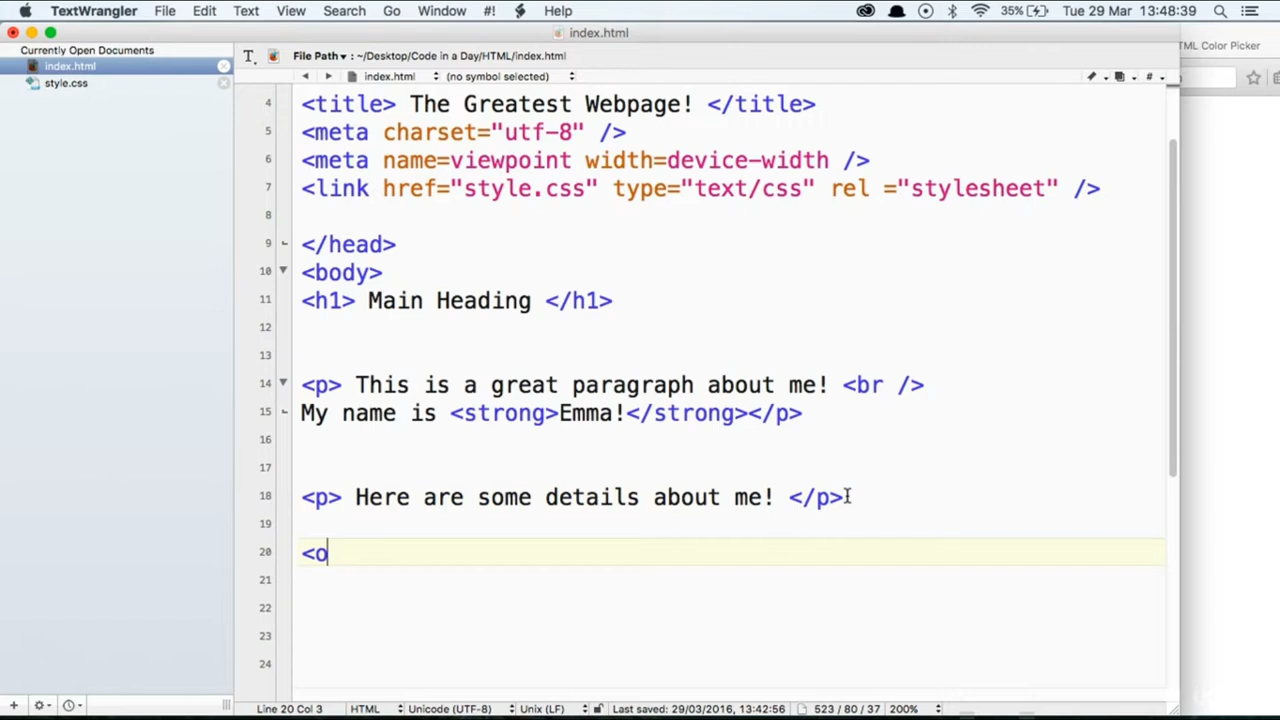 TextWrangler File Edit Text View Search Go Window #! Help 35% Tue 29 Mar 13:48:39
index.html
Currently Open Documents
index.html
style.css
File Path ▾ : ~/Desktop/Code in a Day/HTML/index.html
index.html (no symbol selected)
TML Color Picker
4 <title> The Greatest Webpage! </title>
5 <meta charset="utf-8" />
6 <meta name=viewpoint width=device-width />
7 <link href="style.css" type="text/css" rel ="stylesheet" />
8
9 </head>
10 <body>
11 <h1> Main Heading </h1>
12
13
14 <p> This is a great paragraph about me! <br />
15 My name is <strong>Emma!</strong></p>
16
17
18 <p> Here are some details about me! </p>
19
20 <o
21
22
23
24
Line 20 Col 3 HTML Unicode (UTF-8) Unix (LF) Last saved: 29/03/2016, 13:42:56 523 / 80 / 37 200%